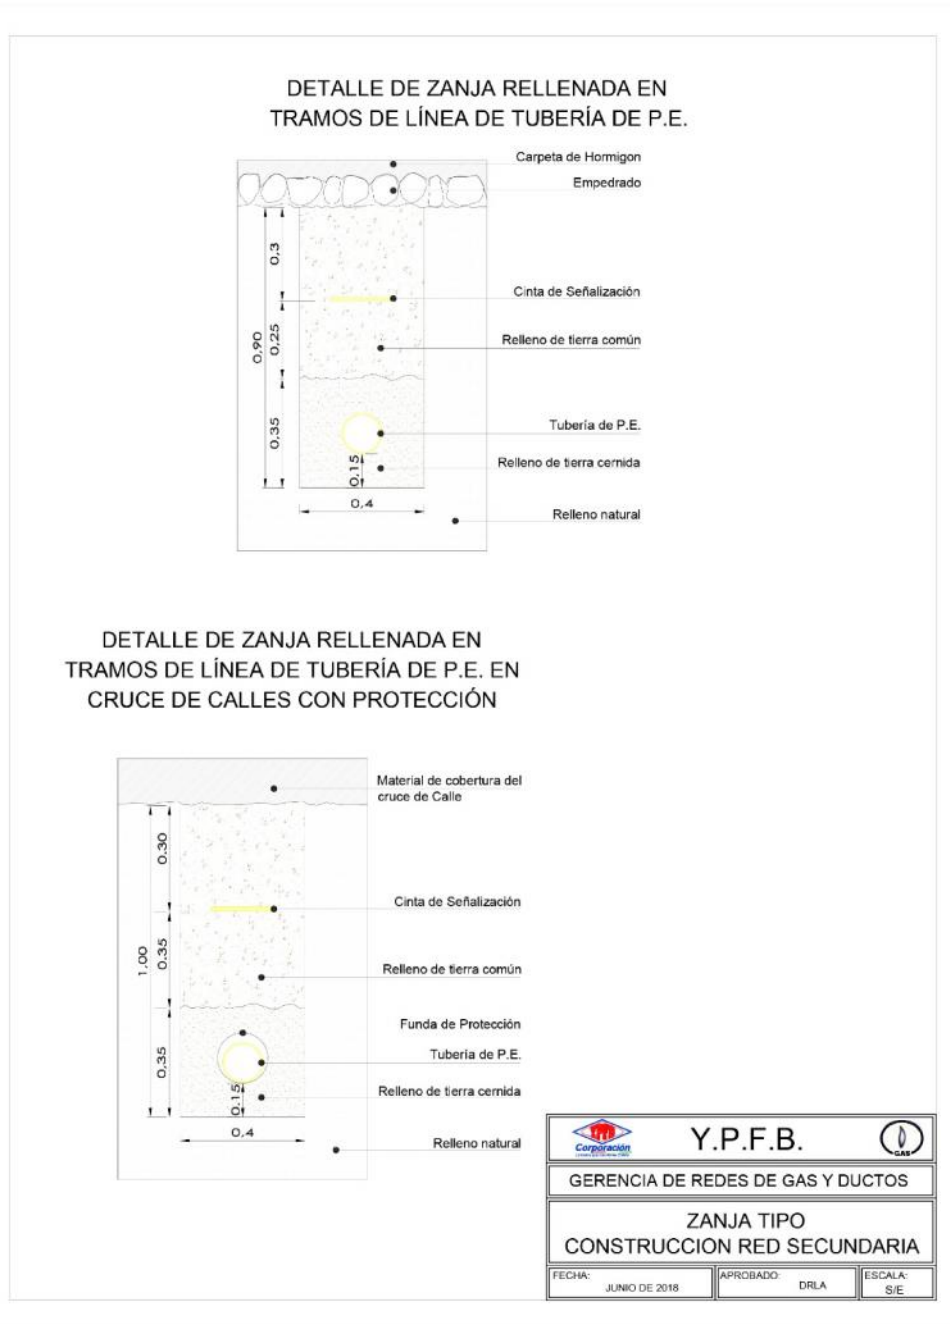 DETALLE DE ZANJA RELLENADA EN
TRAMOS DE LÍNEA DE TUBERÍA DE P.E.
Carpeta de Hormigon
Empedrado
0,3
Cinta de Señalización
0,25
0,90
Relleno de tierra común
0,35
Tubería de P.E.
0,15
Relleno de tierra cernida
0,4
Relleno natural
DETALLE DE ZANJA RELLENADA EN
TRAMOS DE LÍNEA DE TUBERÍA DE P.E. EN
CRUCE DE CALLES CON PROTECCIÓN
Material de cobertura del
cruce de Calle
0,30
Cinta de Señalización
0,35
1,00
Relleno de tierra común
Funda de Protección
0,35
Tubería de P.E.
0,15
Relleno de tierra cernida
0,4
Relleno natural
Corporación
Y.P.F.B.
GAS
GERENCIA DE REDES DE GAS Y DUCTOS
ZANJA TIPO
CONSTRUCCION RED SECUNDARIA
FECHA:
JUNIO DE 2018
APROBADO:
DRLA
ESCALA:
S/E